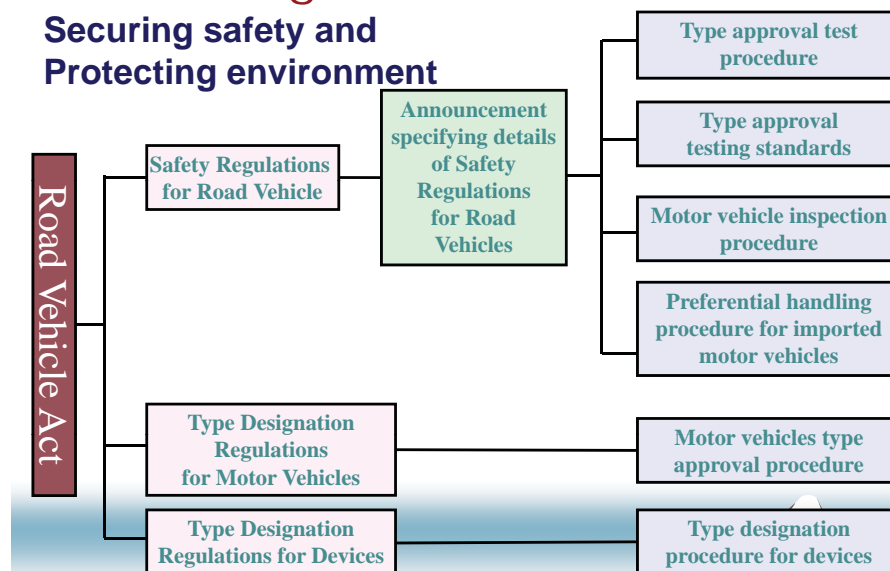 Securing safety and
Protecting environment
Road Vehicle Act
Safety Regulations
for Road Vehicle
Announcement
specifying details
of Safety
Regulations
for Road
Vehicles
Type approval test
procedure
Type approval
testing standards
Motor vehicle inspection
procedure
Preferential handling
procedure for imported
motor vehicles
Type Designation
Regulations
for Motor Vehicles
Motor vehicles type
approval procedure
Type Designation
Regulations for Devices
Type designation
procedure for devices